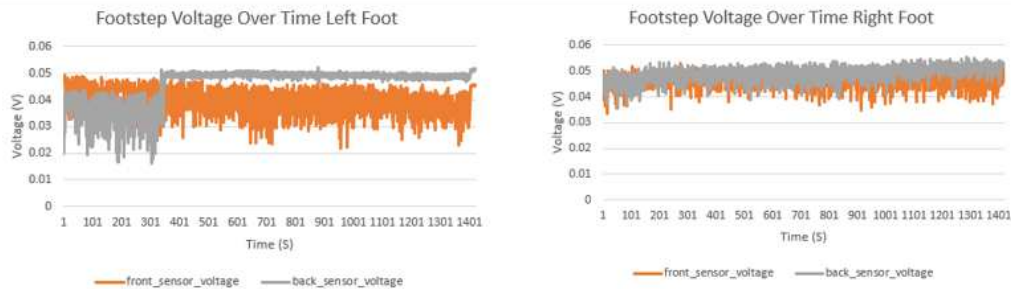 Footstep Voltage Over Time Left Foot
0.06
0.05
0.04
0.03
0.02
0.01
0
Voltage (V)
1 101 201 301 401 501 601 701 801 901 1001 1101 1201 1301 1401
Time (S)
front_sensor_voltage back_sensor_voltage
Footstep Voltage Over Time Right Foot
0.06
0.05
0.04
0.03
0.02
0.01
0
Voltage (V)
1 101 201 301 401 501 601 701 801 901 1001 1101 1201 1301 1401
Time (S)
front_sensor_voltage back_sensor_voltage